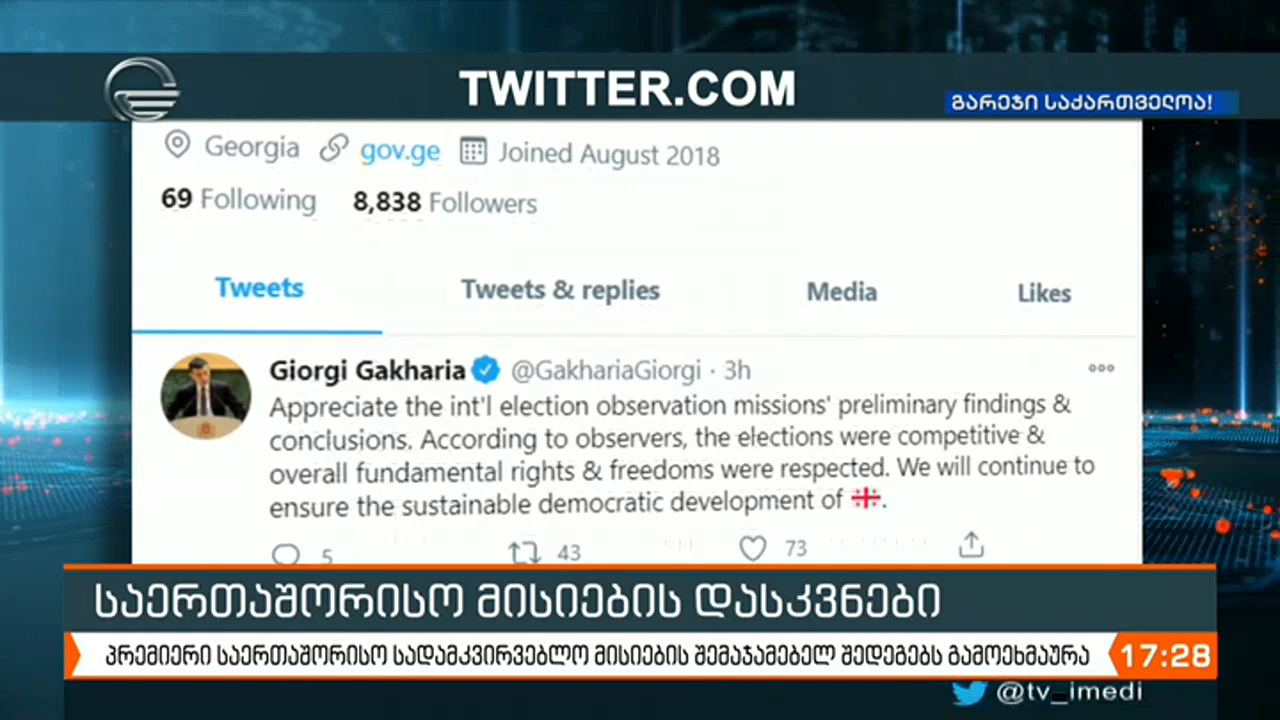 TWITTER.COM
გარეჯი საქართველოა!
Georgia gov.ge Joined August 2018
69 Following 8,838 Followers
Tweets Tweets & replies Media Likes
Giorgi Gakharia @GakhariaGiorgi · 3h
Appreciate the int'l election observation missions' preliminary findings &
conclusions. According to observers, the elections were competitive &
overall fundamental rights & freedoms were respected. We will continue to
ensure the sustainable democratic development of 🇬🇪.
5 43 73
საერთაშორისო მისიების დასკვნები
პრემიერი საერთაშორისო სადამკვირვებლო მისიების შემაჯამებელ შედეგებს გამოეხმაურა 17:28
@tv_imedi